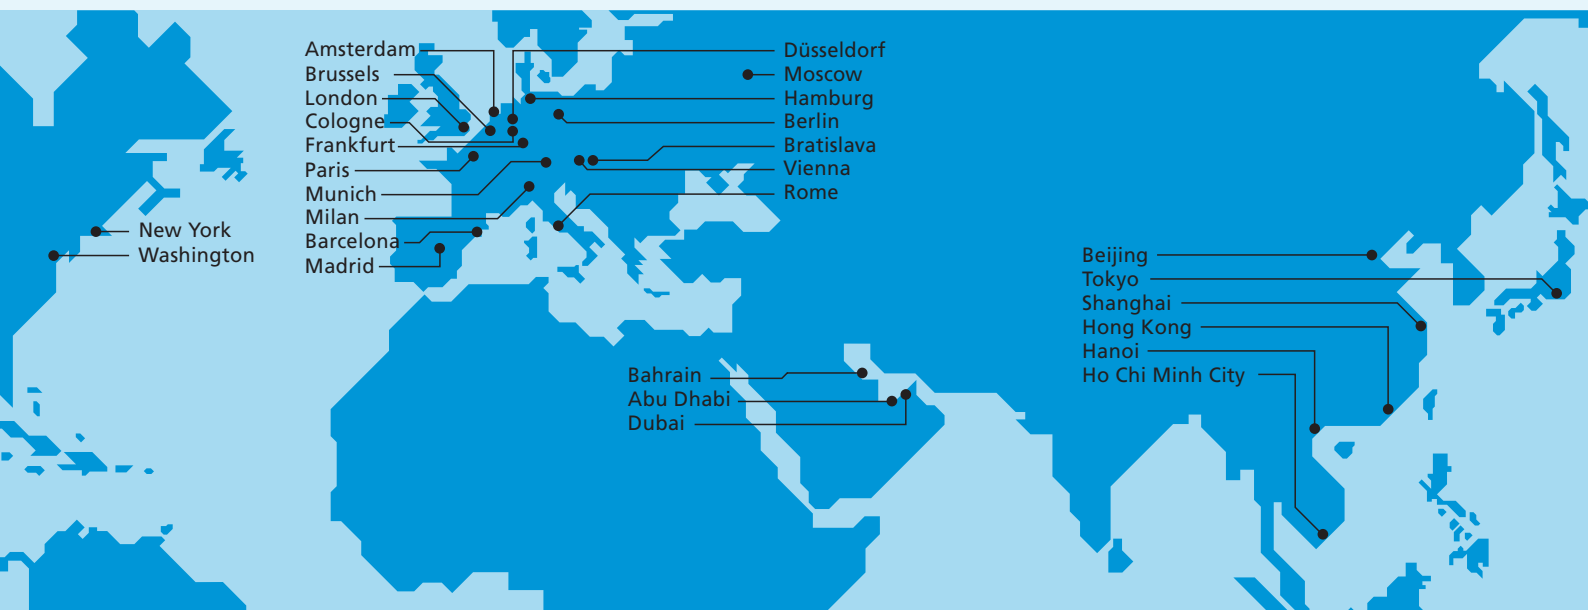 New York
Washington
Amsterdam
Brussels
London
Cologne
Frankfurt
Paris
Munich
Milan
Barcelona
Madrid
Düsseldorf
Moscow
Hamburg
Berlin
Bratislava
Vienna
Rome
Bahrain
Abu Dhabi
Dubai
Beijing
Tokyo
Shanghai
Hong Kong
Hanoi
Ho Chi Minh City